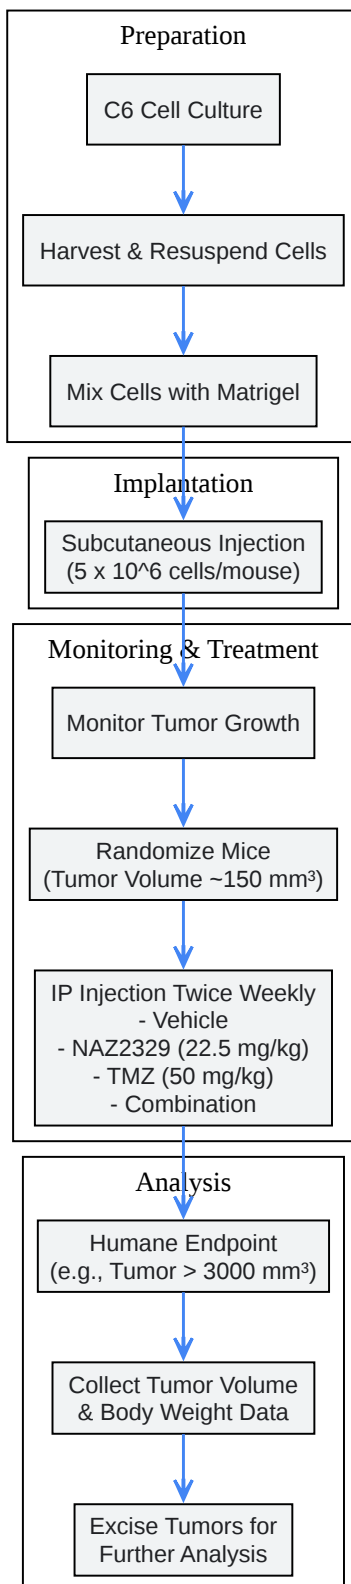 Preparation
C6 Cell Culture
Harvest & Resuspend Cells
Mix Cells with Matrigel
Implantation
Subcutaneous Injection
(5 x 10^6 cells/mouse)
Monitoring & Treatment
Monitor Tumor Growth
Randomize Mice
(Tumor Volume ~150 mm³)
IP Injection Twice Weekly
- Vehicle
- NAZ2329 (22.5 mg/kg)
- TMZ (50 mg/kg)
- Combination
Analysis
Humane Endpoint
(e.g., Tumor > 3000 mm³)
Collect Tumor Volume
& Body Weight Data
Excise Tumors for
Further Analysis